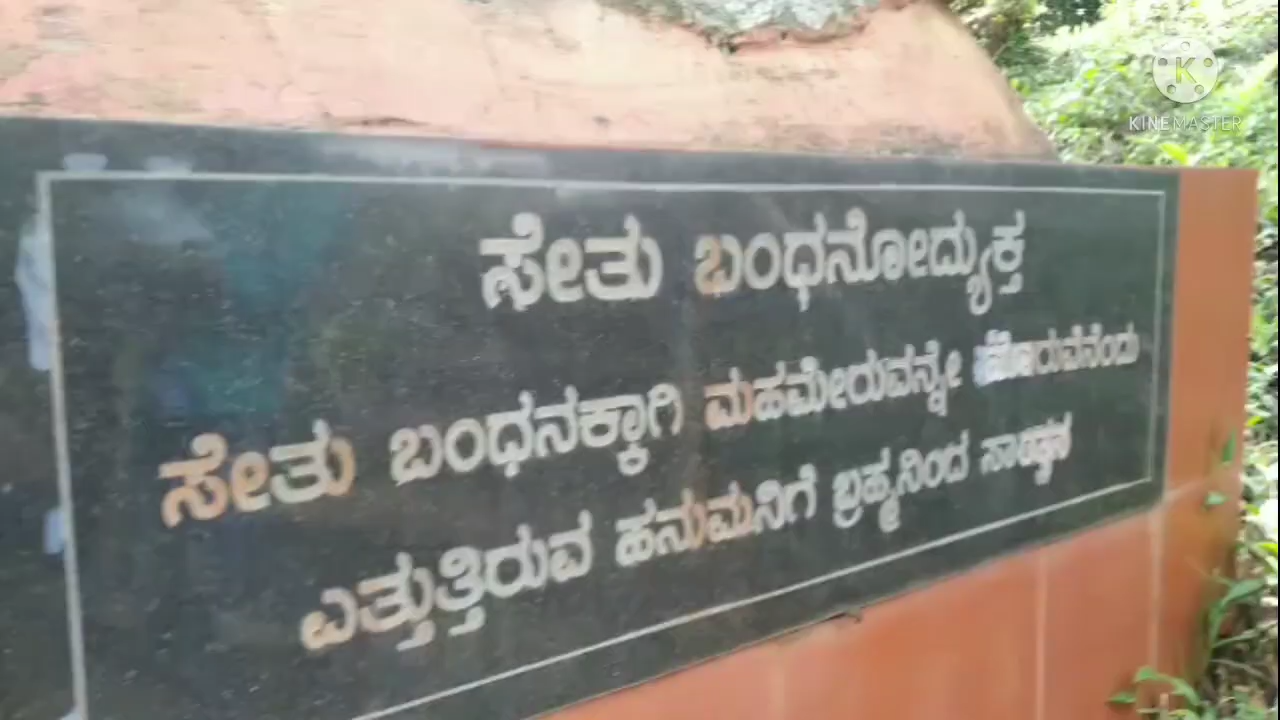 ಸೇತು ಬಂಧನೋದ್ಯುಕ್ತ
ಸೇತು ಬಂಧನಕ್ಕಾಗಿ ಮಹಮೇರುವನ್ನೇ
ಎತ್ತುತ್ತಿರುವ ಹನುಮನಿಗೆ ಬ್ರಹ್ಮನಿಂದ
K
KINEMASTER